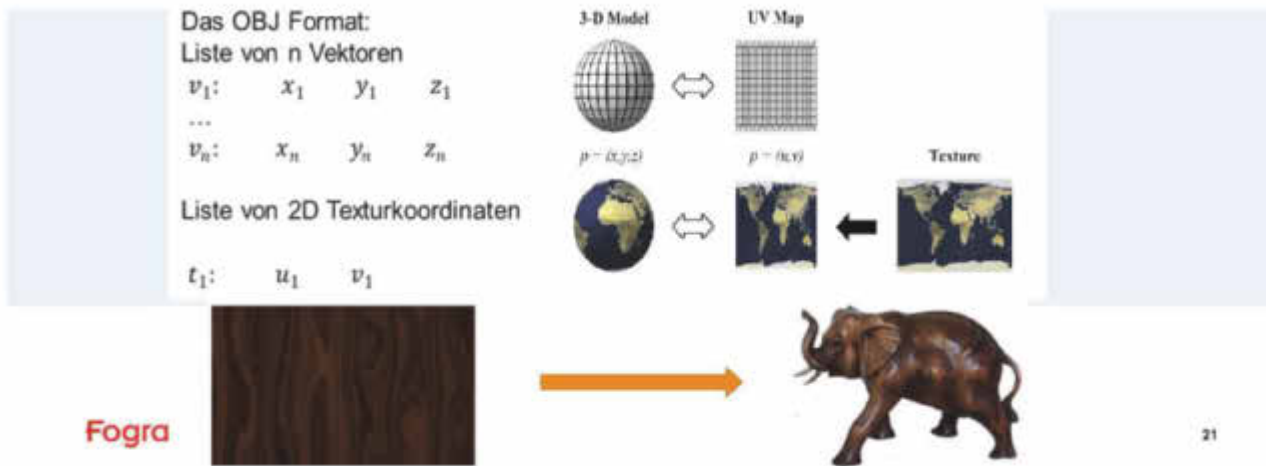 Das OBJ Format:
Liste von n Vektoren
v₁: x₁ y₁ z₁
...
vₙ: xₙ yₙ zₙ
Liste von 2D Texturkoordinaten
t₁: u₁ v₁
3-D Model UV Map
p = (x,y,z) p = (u,v) Texture
Fogra
21